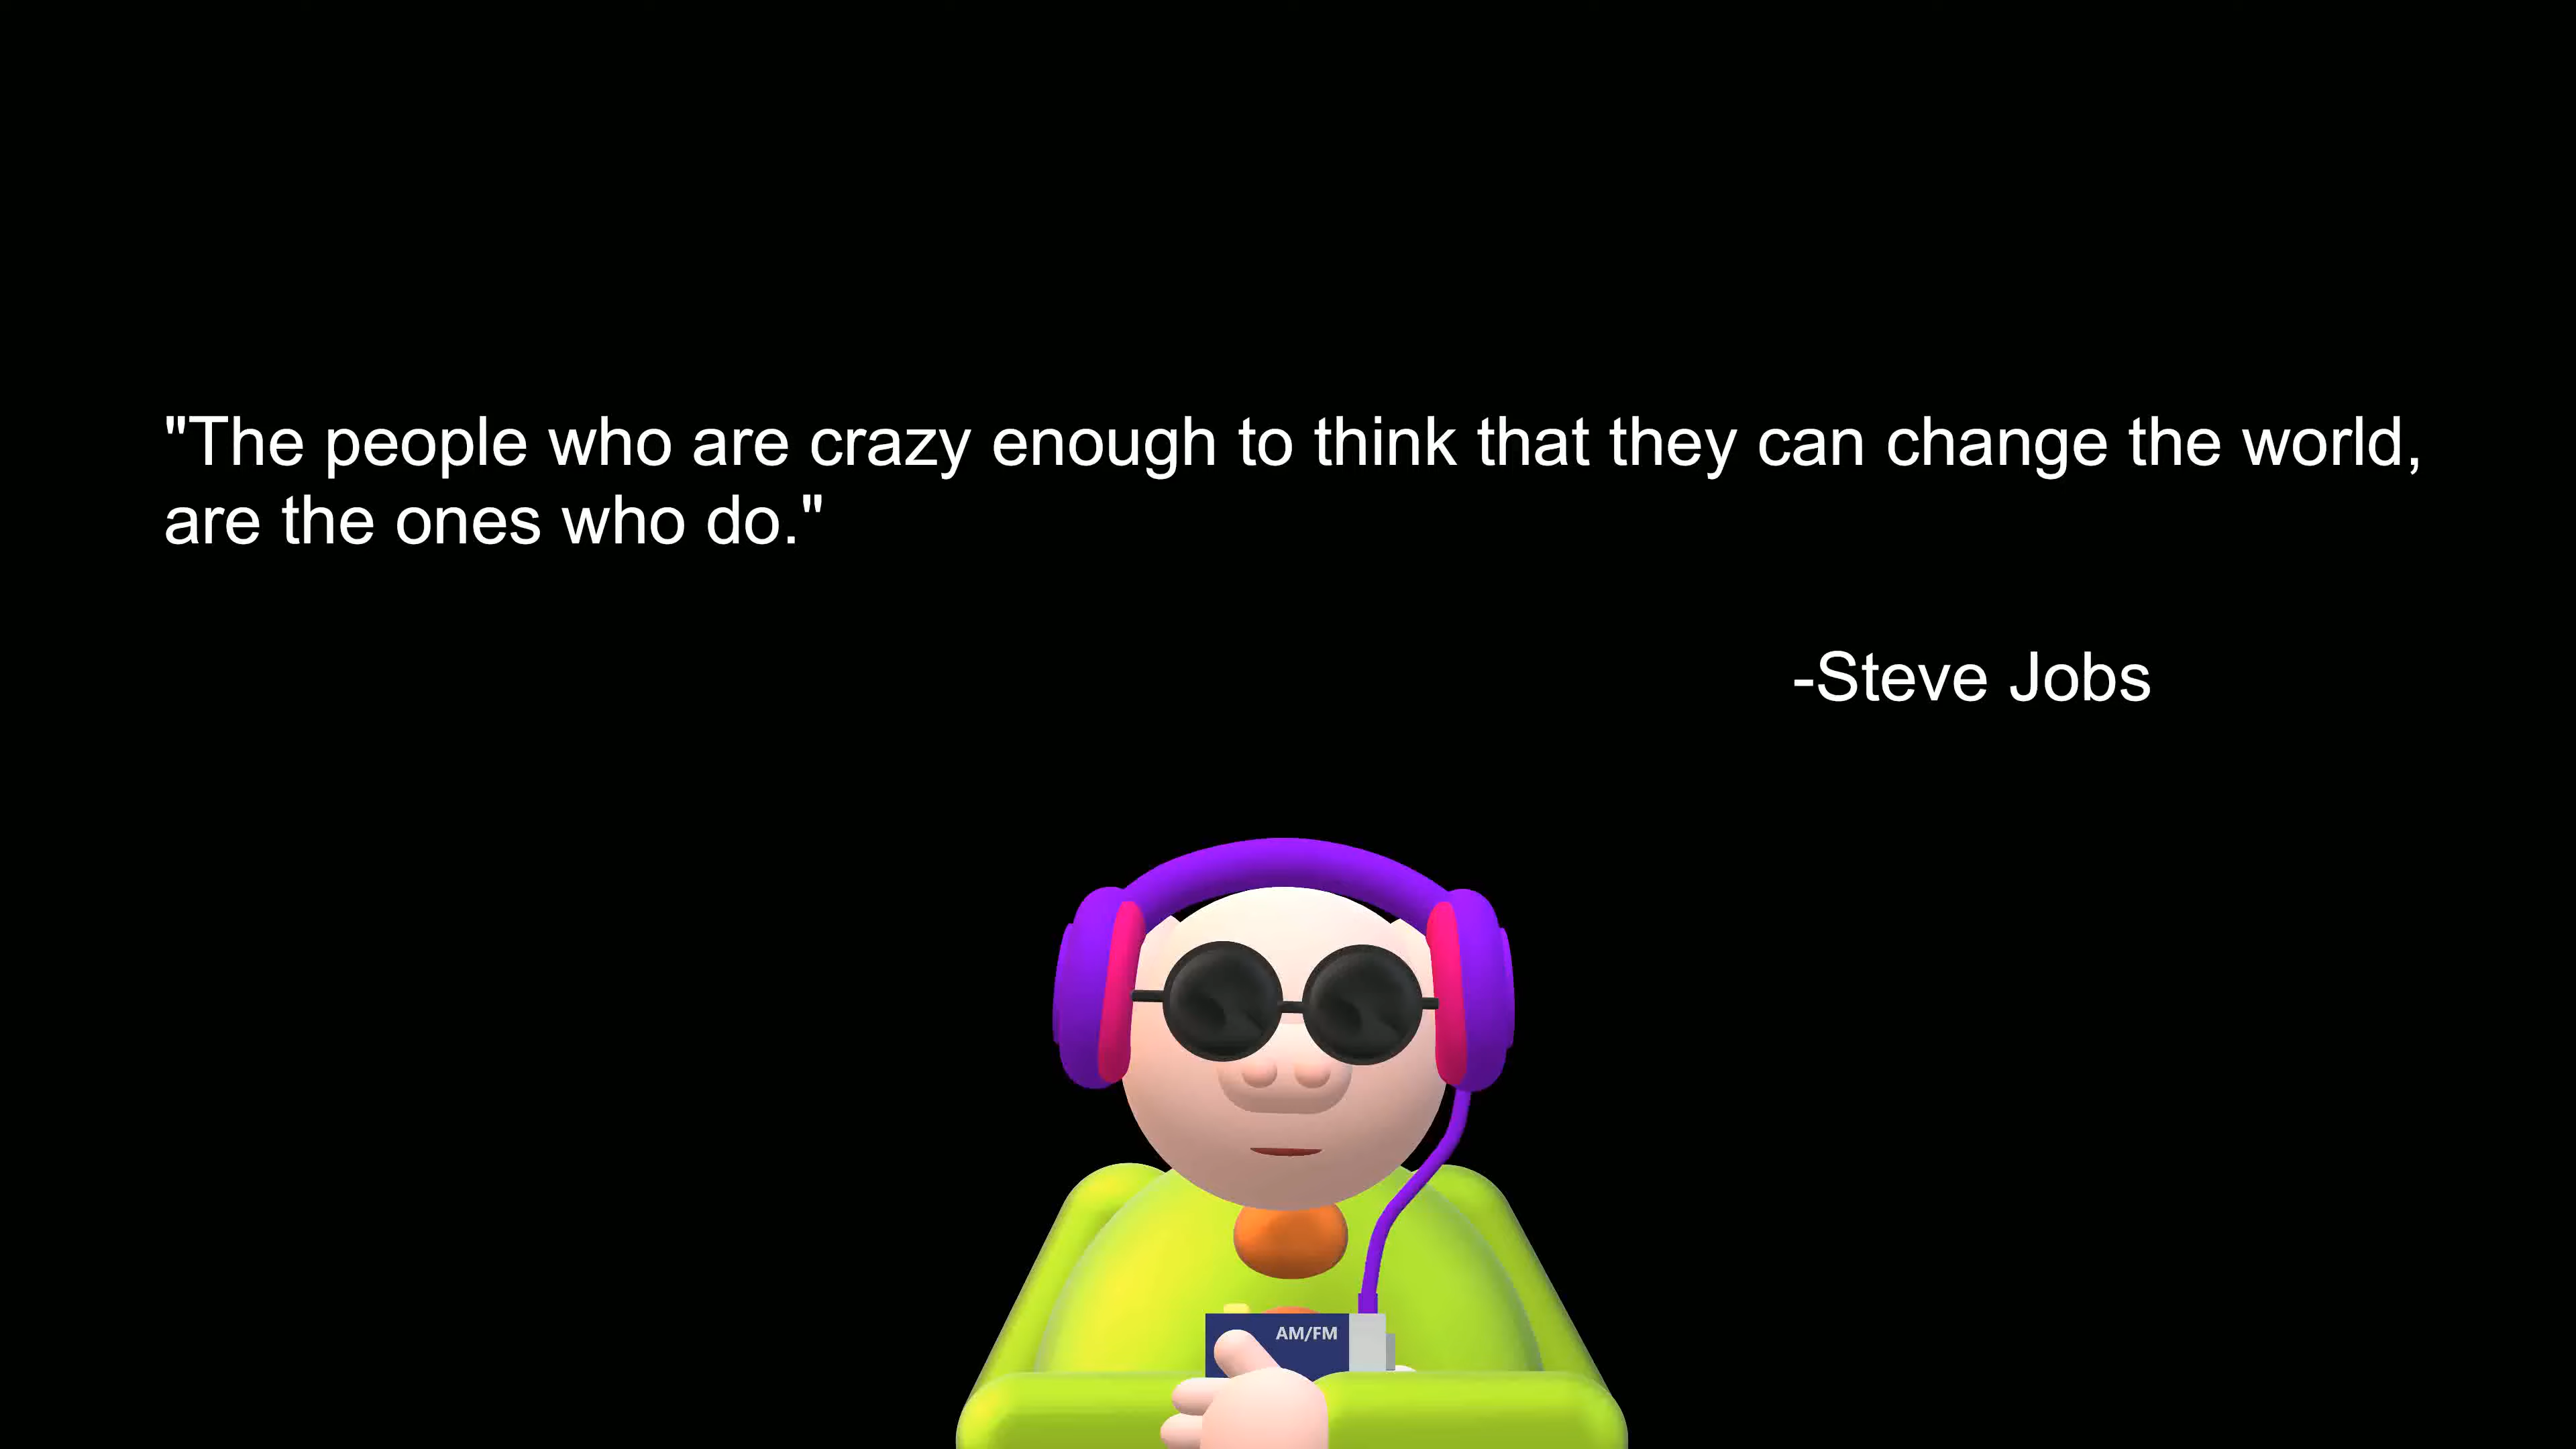 "The people who are crazy enough to think that they can change the world,
are the ones who do."
-Steve Jobs
AM/FM